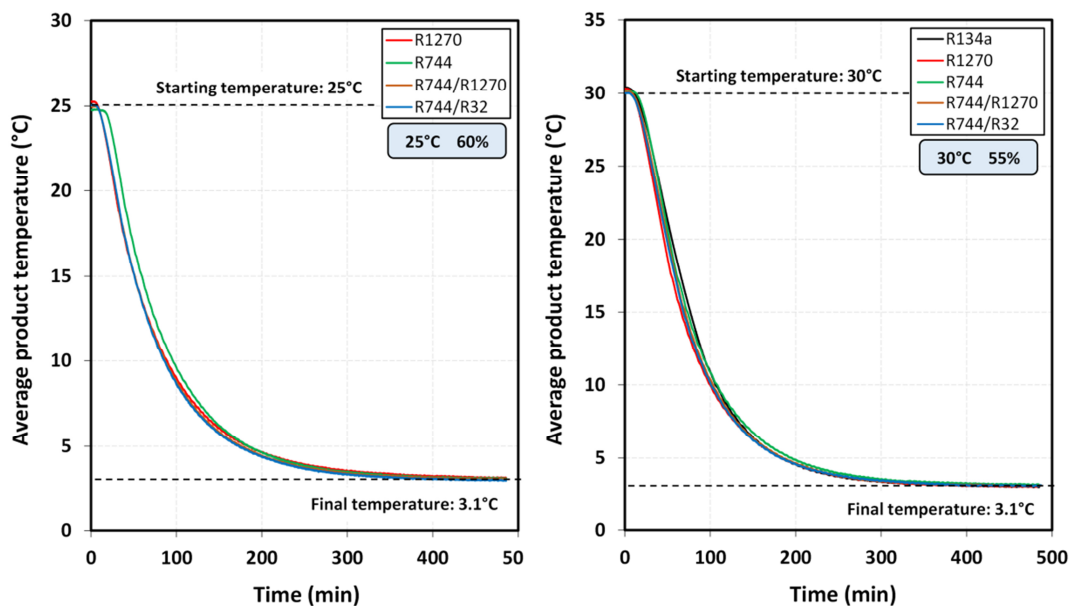 30
25
20
15
10
5
0
Average product temperature (°C)
R1270
R744
R744/R1270
R744/R32
Starting temperature: 25°C
25°C 60%
Final temperature: 3.1°C
0 100 200 300 400 50
Time (min)
35
30
25
20
15
10
5
0
Average product temperature (°C)
R134a
R1270
R744
R744/R1270
R744/R32
Starting temperature: 30°C
30°C 55%
Final temperature: 3.1°C
0 100 200 300 400 500
Time (min)